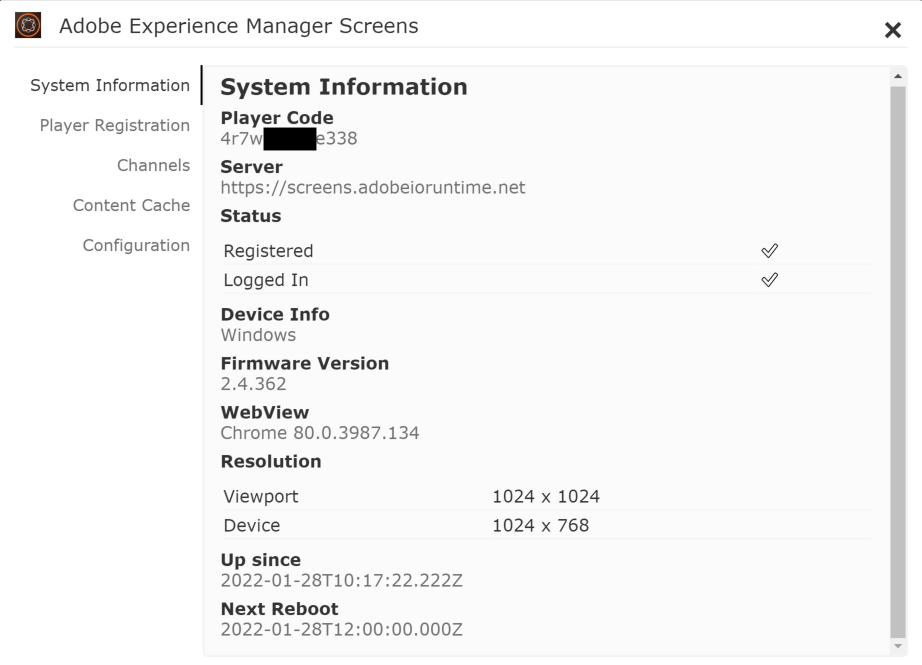 Adobe Experience Manager Screens
System Information
Player Registration
Channels
Content Cache
Configuration
System Information
Player Code
4r7w e338
Server
https://screens.adobeioruntime.net
Status
Registered
Logged In
Device Info
Windows
Firmware Version
2.4.362
WebView
Chrome 80.0.3987.134
Resolution
Viewport 1024 x 1024
Device 1024 x 768
Up since
2022-01-28T10:17:22.222Z
Next Reboot
2022-01-28T12:00:00.000Z